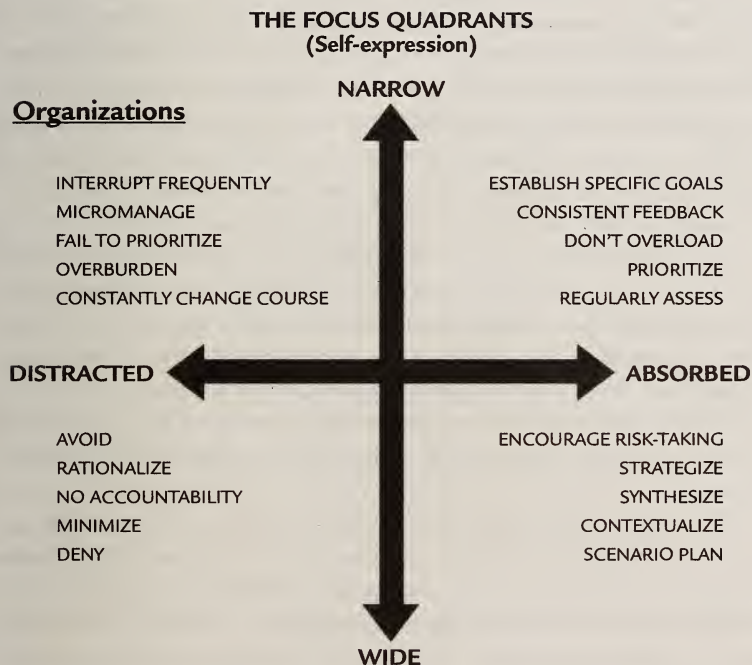 THE FOCUS QUADRANTS
(Self-expression)
NARROW
Organizations
INTERRUPT FREQUENTLY
MICROMANAGE
FAIL TO PRIORITIZE
OVERBURDEN
CONSTANTLY CHANGE COURSE
ESTABLISH SPECIFIC GOALS
CONSISTENT FEEDBACK
DON'T OVERLOAD
PRIORITIZE
REGULARLY ASSESS
DISTRACTED
ABSORBED
AVOID
RATIONALIZE
NO ACCOUNTABILITY
MINIMIZE
DENY
ENCOURAGE RISK-TAKING
STRATEGIZE
SYNTHESIZE
CONTEXTUALIZE
SCENARIO PLAN
WIDE